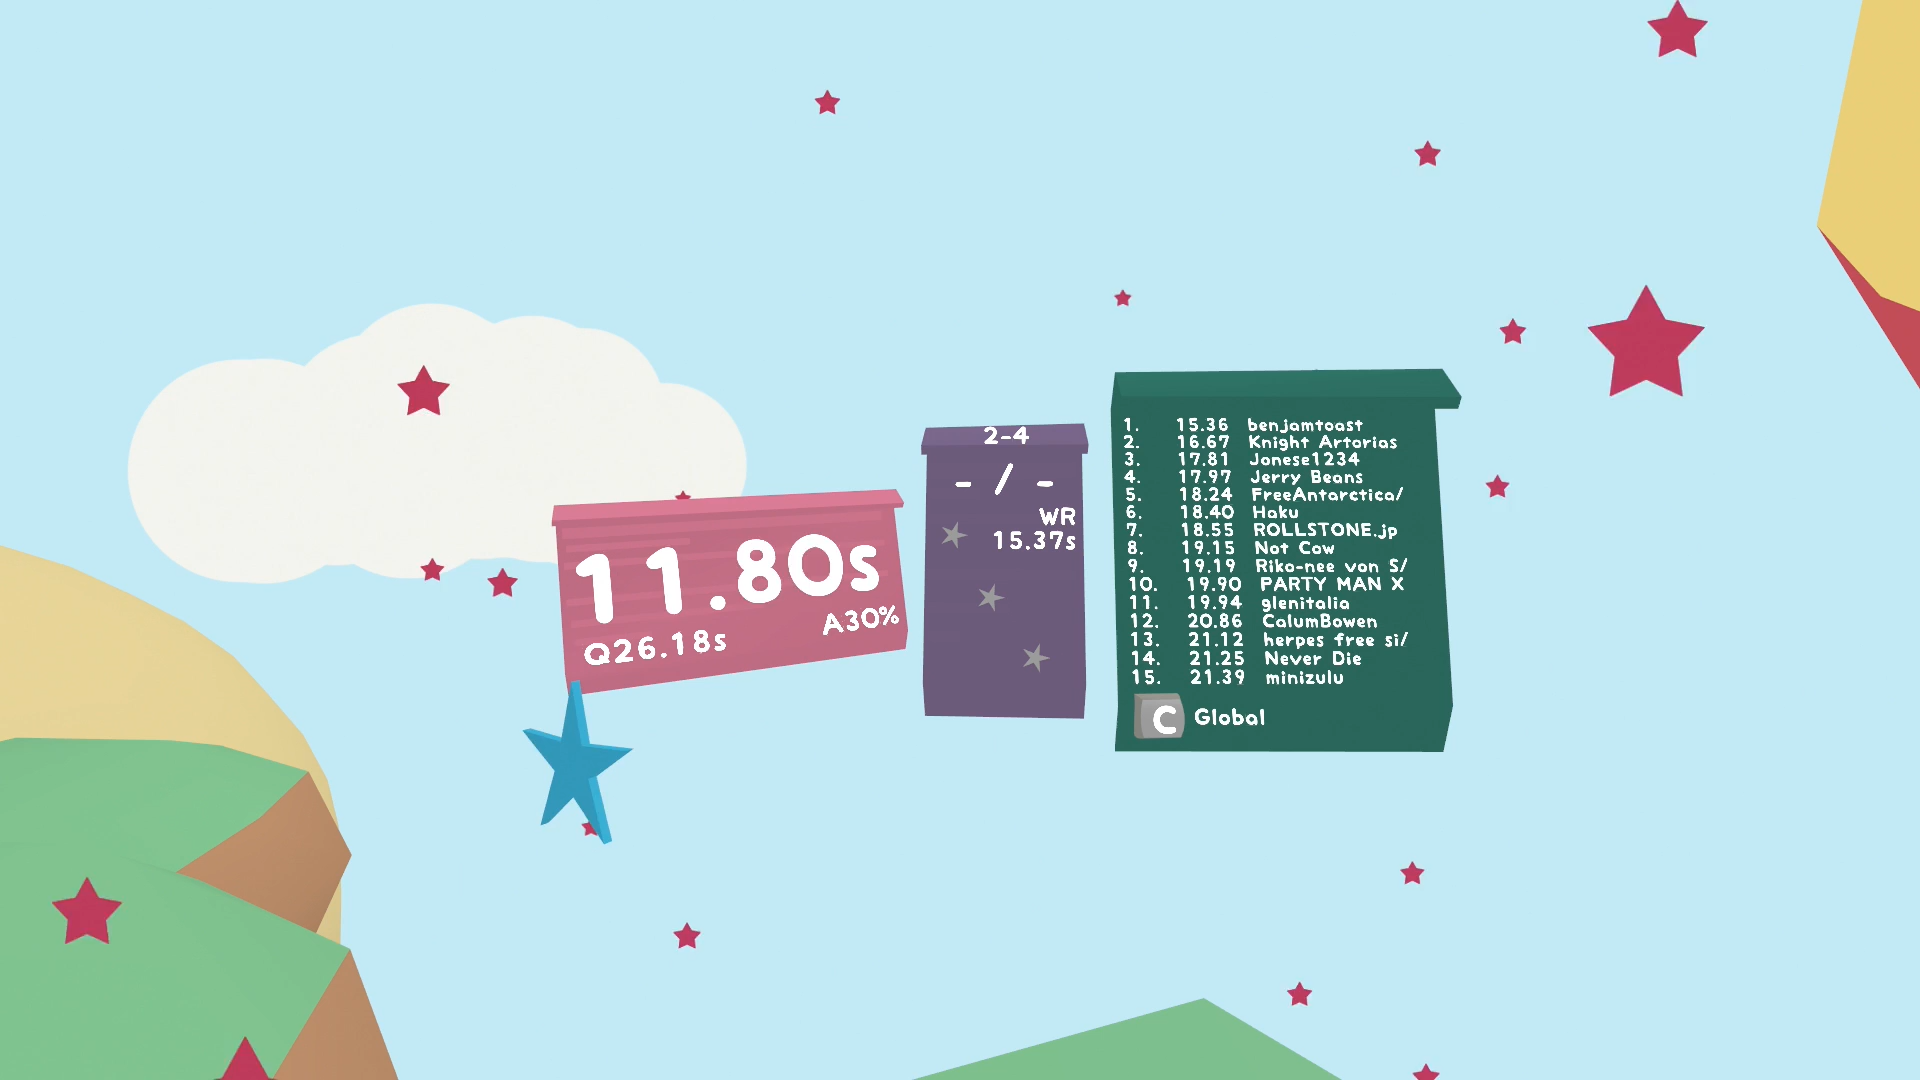 11.80s
Q26.18s
A30%
2-4
- / -
WR
15.37s
1. 15.36 benjamtoast
2. 16.67 Knight Artorias
3. 17.81 Jonese1234
4. 17.97 Jerry Beans
5. 18.24 FreeAntarctica/
6. 18.40 Haku
7. 18.55 ROLLSTONE.jp
8. 19.15 Not Cow
9. 19.19 Riko-nee von S/
10. 19.90 PARTY MAN X
11. 19.94 glenitalia
12. 20.86 CalumBowen
13. 21.12 herpes free si/
14. 21.25 Never Die
15. 21.39 minizulu
C Global